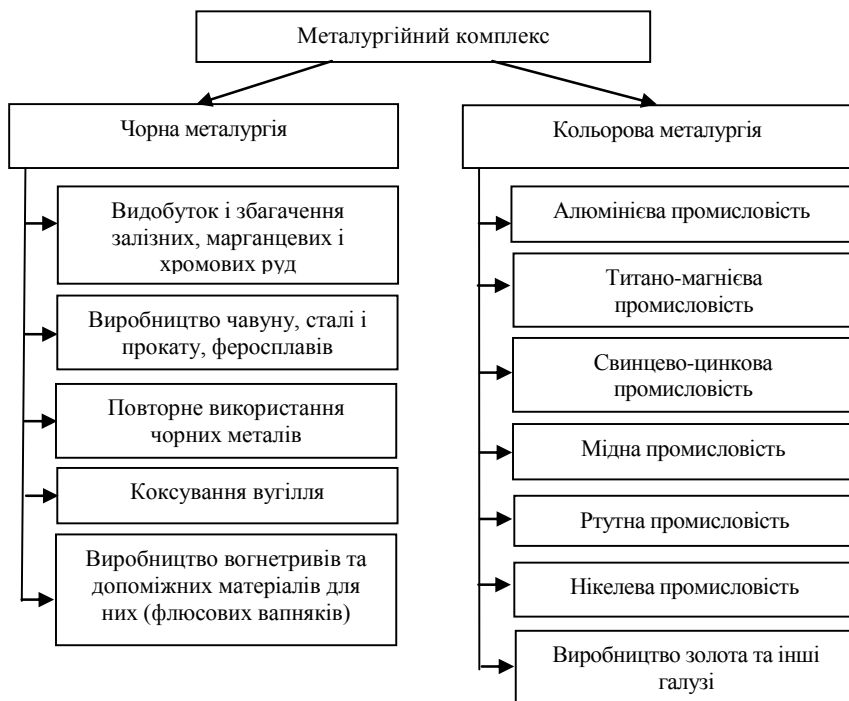 Металургійний комплекс
Чорна металургія
Видобуток і збагачення
залізних, марганцевих і
хромових руд
Виробництво чавуну, сталі і
прокату, феросплавів
Повторне використання
чорних металів
Коксування вугілля
Виробництво вогнетривів та
допоміжних матеріалів для
них (флюсових вапняків)
Кольорова металургія
Алюмінієва промисловість
Титано-магнієва
промисловість
Свинцево-цинкова
промисловість
Мідна промисловість
Ртутна промисловість
Нікелева промисловість
Виробництво золота та інші
галузі